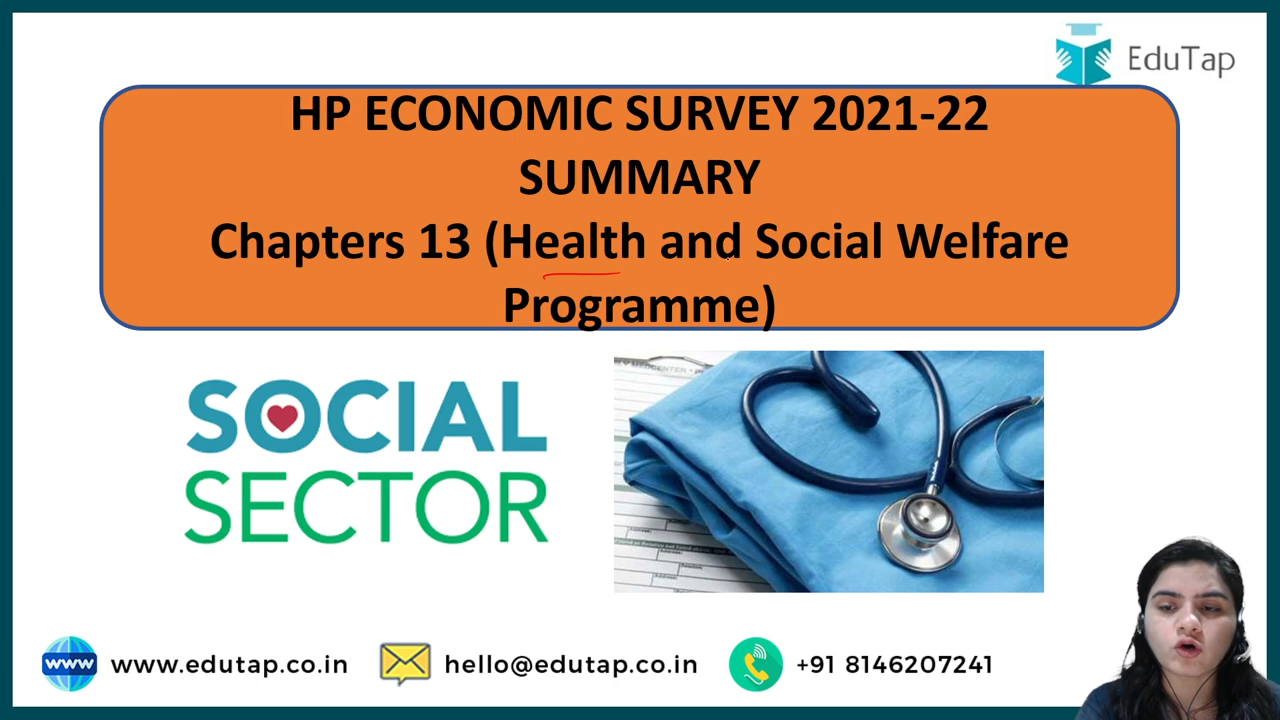 EduTap
HP ECONOMIC SURVEY 2021-22
SUMMARY
Chapters 13 (Health and Social Welfare
Programme)
SOCIAL
SECTOR
www
www.edutap.co.in
hello@edutap.co.in
+91 8146207241